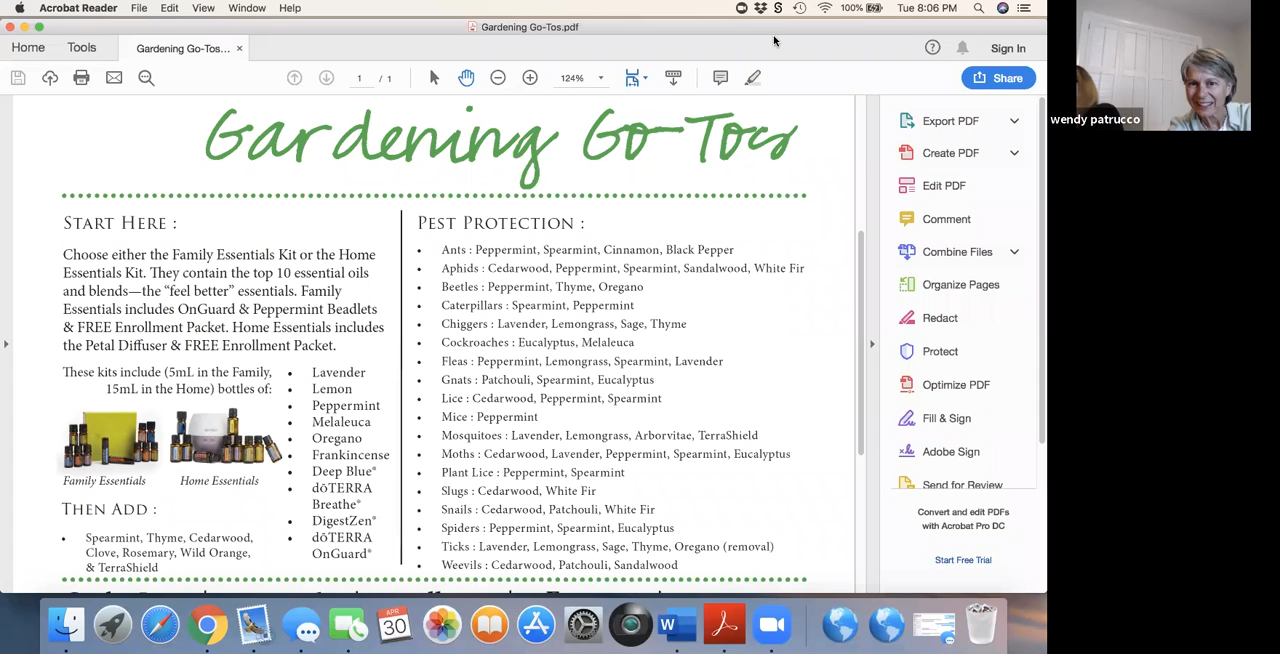 Acrobat Reader File Edit View Window Help 100% Tue 8:06 PM
Gardening Go-Tos.pdf
Home Tools Gardening Go-Tos... × Sign In
1 / 1 124% Share
Gardening Go-Tos
START HERE :
Choose either the Family Essentials Kit or the Home
Essentials Kit. They contain the top 10 essential oils
and blends—the “feel better” essentials. Family
Essentials includes OnGuard & Peppermint Beadlets
& FREE Enrollment Packet. Home Essentials includes
the Petal Diffuser & FREE Enrollment Packet.
These kits include (5mL in the Family,
15mL in the Home) bottles of:
• Lavender
• Lemon
• Peppermint
• Melaleuca
• Oregano
• Frankincense
• Deep Blue®
• dōTERRA
Breathe®
• DigestZen®
• dōTERRA
OnGuard®
Family Essentials Home Essentials
THEN ADD :
• Spearmint, Thyme, Cedarwood,
Clove, Rosemary, Wild Orange,
& TerraShield
PEST PROTECTION :
• Ants : Peppermint, Spearmint, Cinnamon, Black Pepper
• Aphids : Cedarwood, Peppermint, Spearmint, Sandalwood, White Fir
• Beetles : Peppermint, Thyme, Oregano
• Caterpillars : Spearmint, Peppermint
• Chiggers : Lavender, Lemongrass, Sage, Thyme
• Cockroaches : Eucalyptus, Melaleuca
• Fleas : Peppermint, Lemongrass, Spearmint, Lavender
• Gnats : Patchouli, Spearmint, Eucalyptus
• Lice : Cedarwood, Peppermint, Spearmint
• Mice : Peppermint
• Mosquitoes : Lavender, Lemongrass, Arborvitae, TerraShield
• Moths : Cedarwood, Lavender, Peppermint, Spearmint, Eucalyptus
• Plant Lice : Peppermint, Spearmint
• Slugs : Cedarwood, White Fir
• Snails : Cedarwood, Patchouli, White Fir
• Spiders : Peppermint, Spearmint, Eucalyptus
• Ticks : Lavender, Lemongrass, Sage, Thyme, Oregano (removal)
• Weevils : Cedarwood, Patchouli, Sandalwood
Export PDF
Create PDF
Edit PDF
Comment
Combine Files
Organize Pages
Redact
Protect
Optimize PDF
Fill & Sign
Adobe Sign
Send for Review
Convert and edit PDFs
with Acrobat Pro DC
Start Free Trial
wendy patrucco
APR
30
W